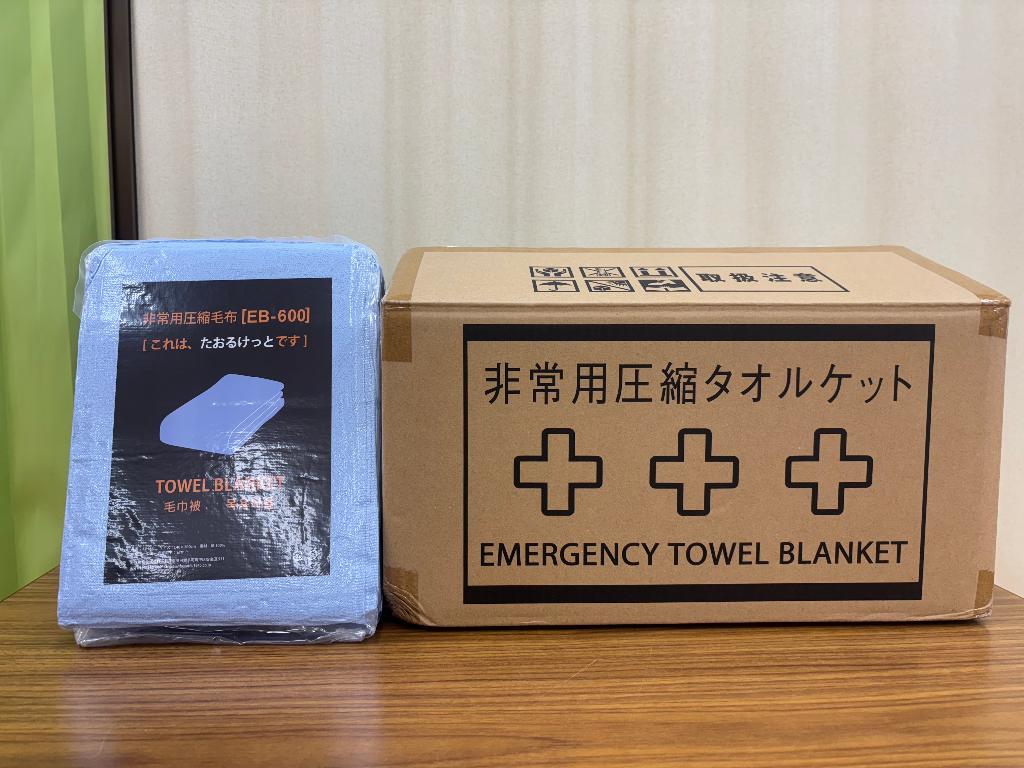 非常用圧縮毛布 [EB-600]
[ これは、たおるけっとです ]
TOWEL BLANKET
毛巾被
取扱注意
非常用圧縮タオルケット
EMERGENCY TOWEL BLANKET